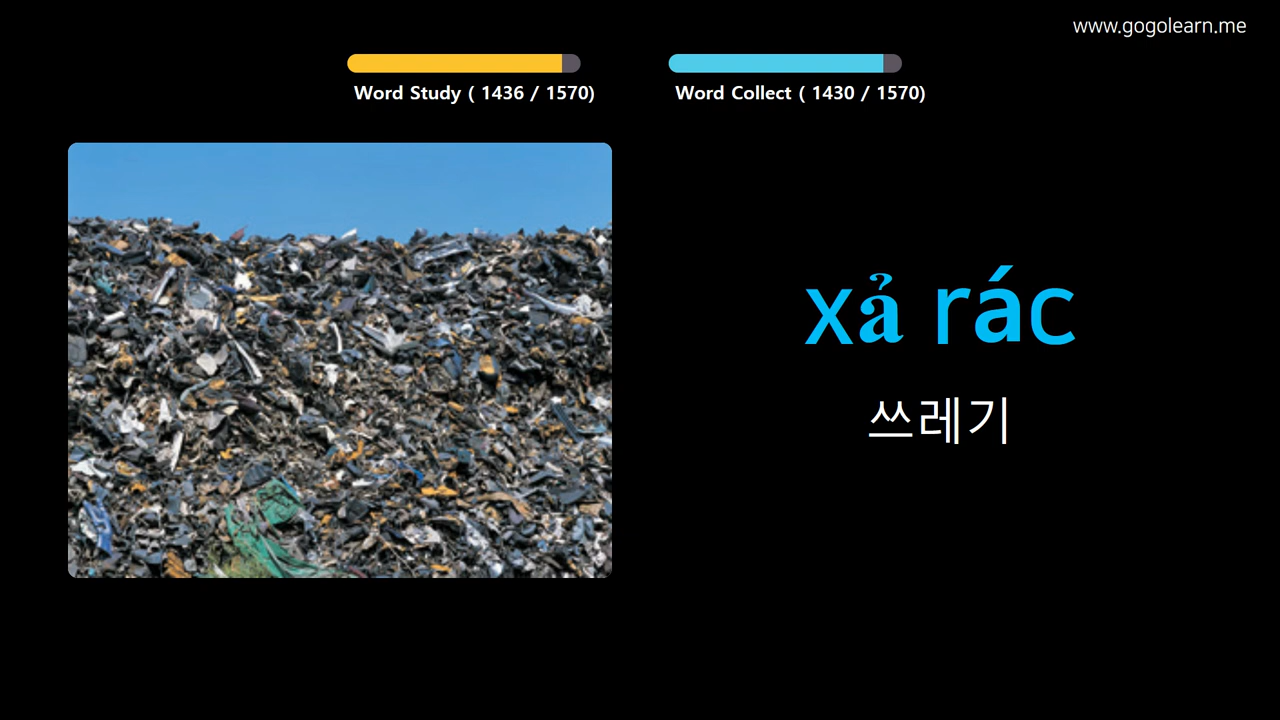 www.gogolearn.me
Word Study ( 1436 / 1570)
Word Collect ( 1430 / 1570)
xả rác
쓰레기